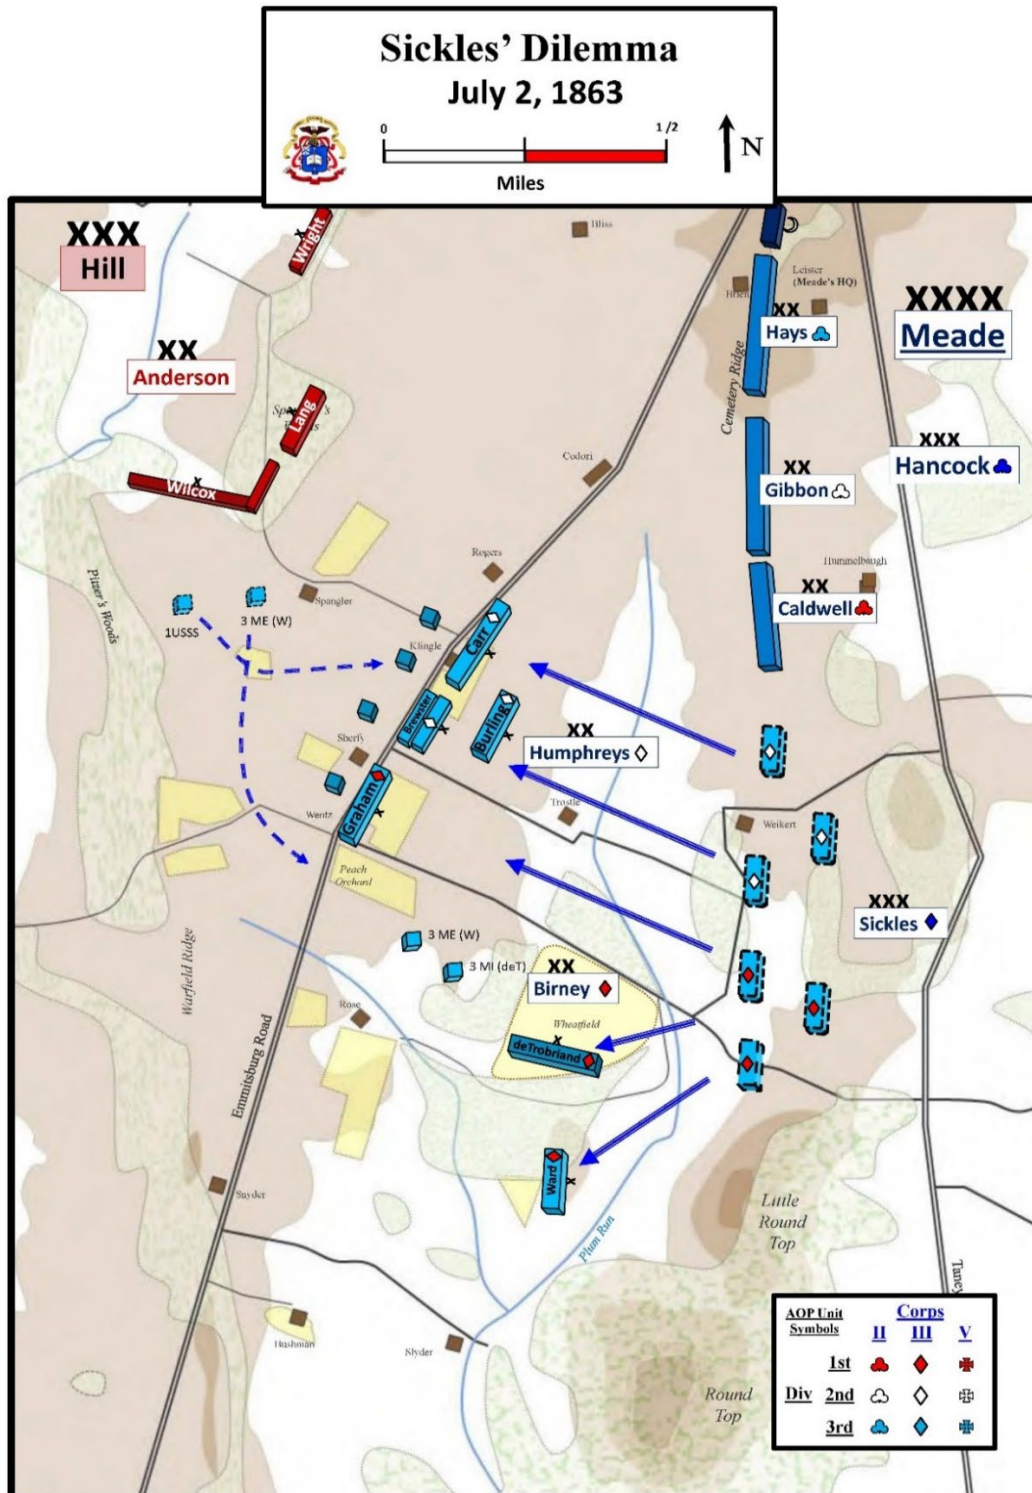 Sickles' Dilemma
July 2, 1863
0
1 /2
Miles
N
XXX
Hill
x
Wright
Bliss
Leister
(Meade's HQ)
Brien
XXXX
Meade
XX
Hays
XX
Anderson
Cemetery Ridge
x
Lang
XXX
Hancock
Codori
x
Wilcox
XX
Gibbon
Rogers
Hummelbaugh
Pitzer's Woods
XX
Caldwell
1USSS
3 ME (W)
Spangler
Klingle
Carr
x
Brewster
x
Burling
x
XX
Humphreys
Sherfy
Graham
x
Wentz
Trostle
Weikert
Peach
Orchard
XXX
Sickles
Warfield Ridge
3 ME (W)
3 MI (deT)
XX
Birney
Rose
Wheatfield
x
deTrobriand
Emmitsburg Road
Ward
x
Snyder
Plum Run
Little
Round
Top
Taney
Slyder
Round
Top
AOP Unit
Symbols
Corps
II III V
1st
Div 2nd
3rd